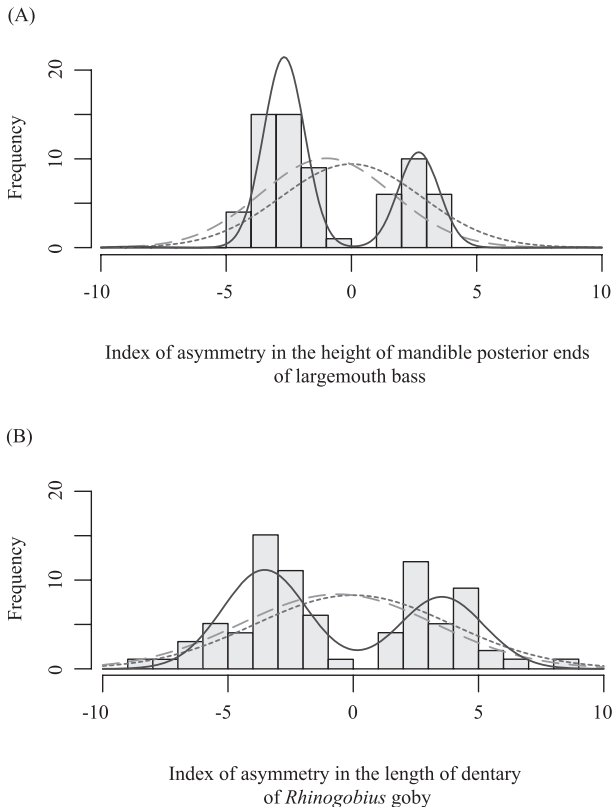 (A)
20
10
0
Frequency
-10 -5 0 5 10
Index of asymmetry in the height of mandible posterior ends
of largemouth bass
(B)
20
10
0
Frequency
-10 -5 0 5 10
Index of asymmetry in the length of dentary
of Rhinogobius goby